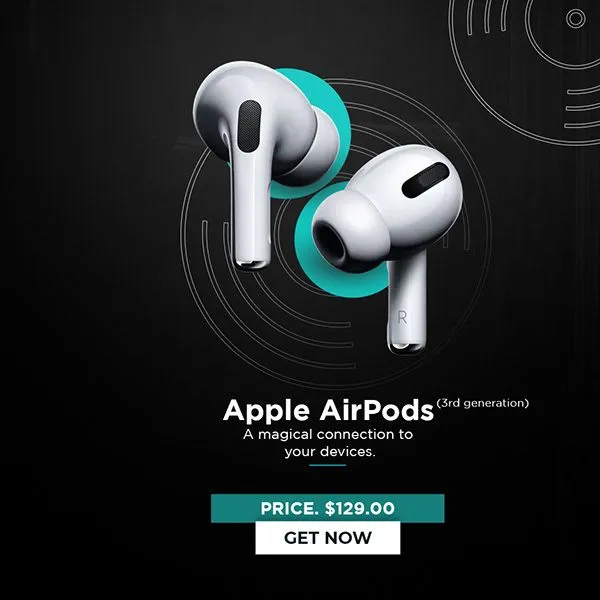 R
Apple AirPods (3rd generation)
A magical connection to
your devices.
PRICE. $129.00
GET NOW